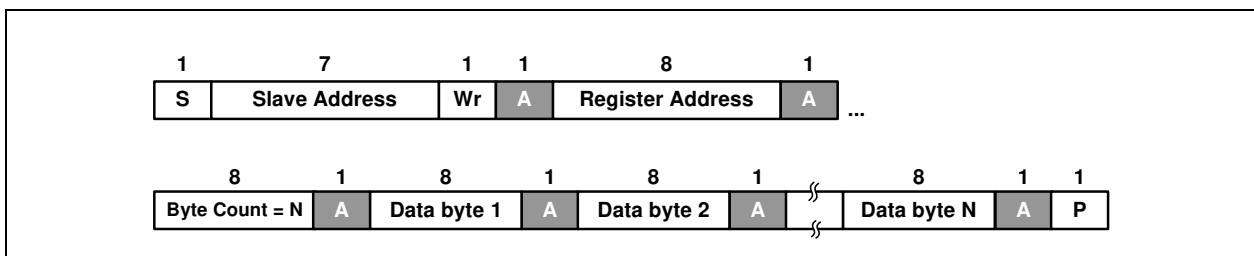 1 7 1 1 8 1
S Slave Address Wr A Register Address A ...
8 1 8 1 8 1 8 1 1
Byte Count = N A Data byte 1 A Data byte 2 A Data byte N A P